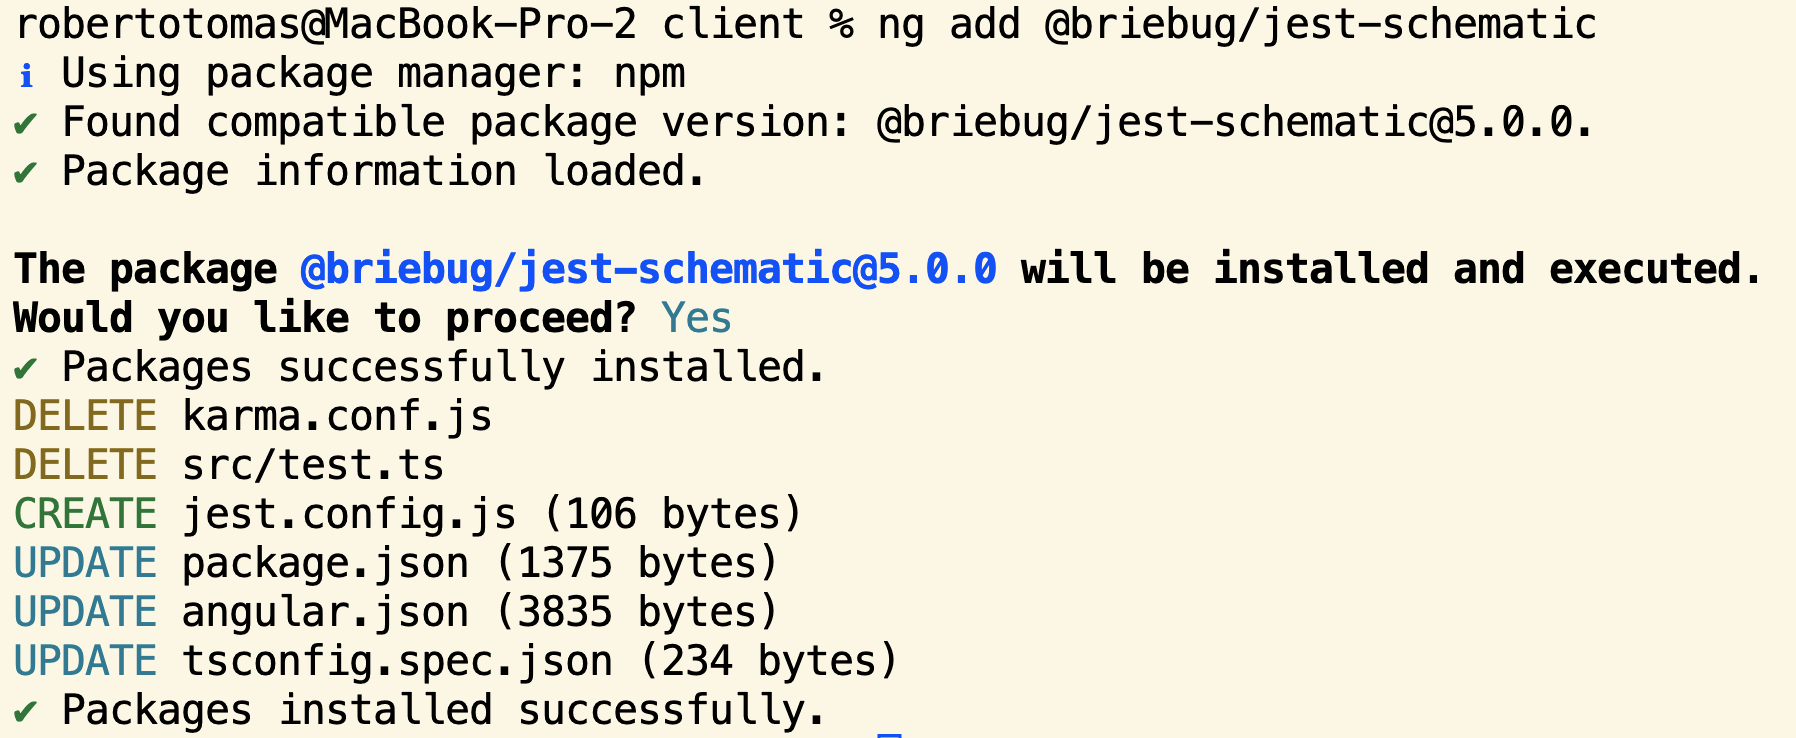 robertotomas@MacBook-Pro-2 client % ng add @briebug/jest-schematic
ℹ Using package manager: npm
✔ Found compatible package version: @briebug/jest-schematic@5.0.0.
✔ Package information loaded.
The package @briebug/jest-schematic@5.0.0 will be installed and executed.
Would you like to proceed? Yes
✔ Packages successfully installed.
DELETE karma.conf.js
DELETE src/test.ts
CREATE jest.config.js (106 bytes)
UPDATE package.json (1375 bytes)
UPDATE angular.json (3835 bytes)
UPDATE tsconfig.spec.json (234 bytes)
✔ Packages installed successfully.